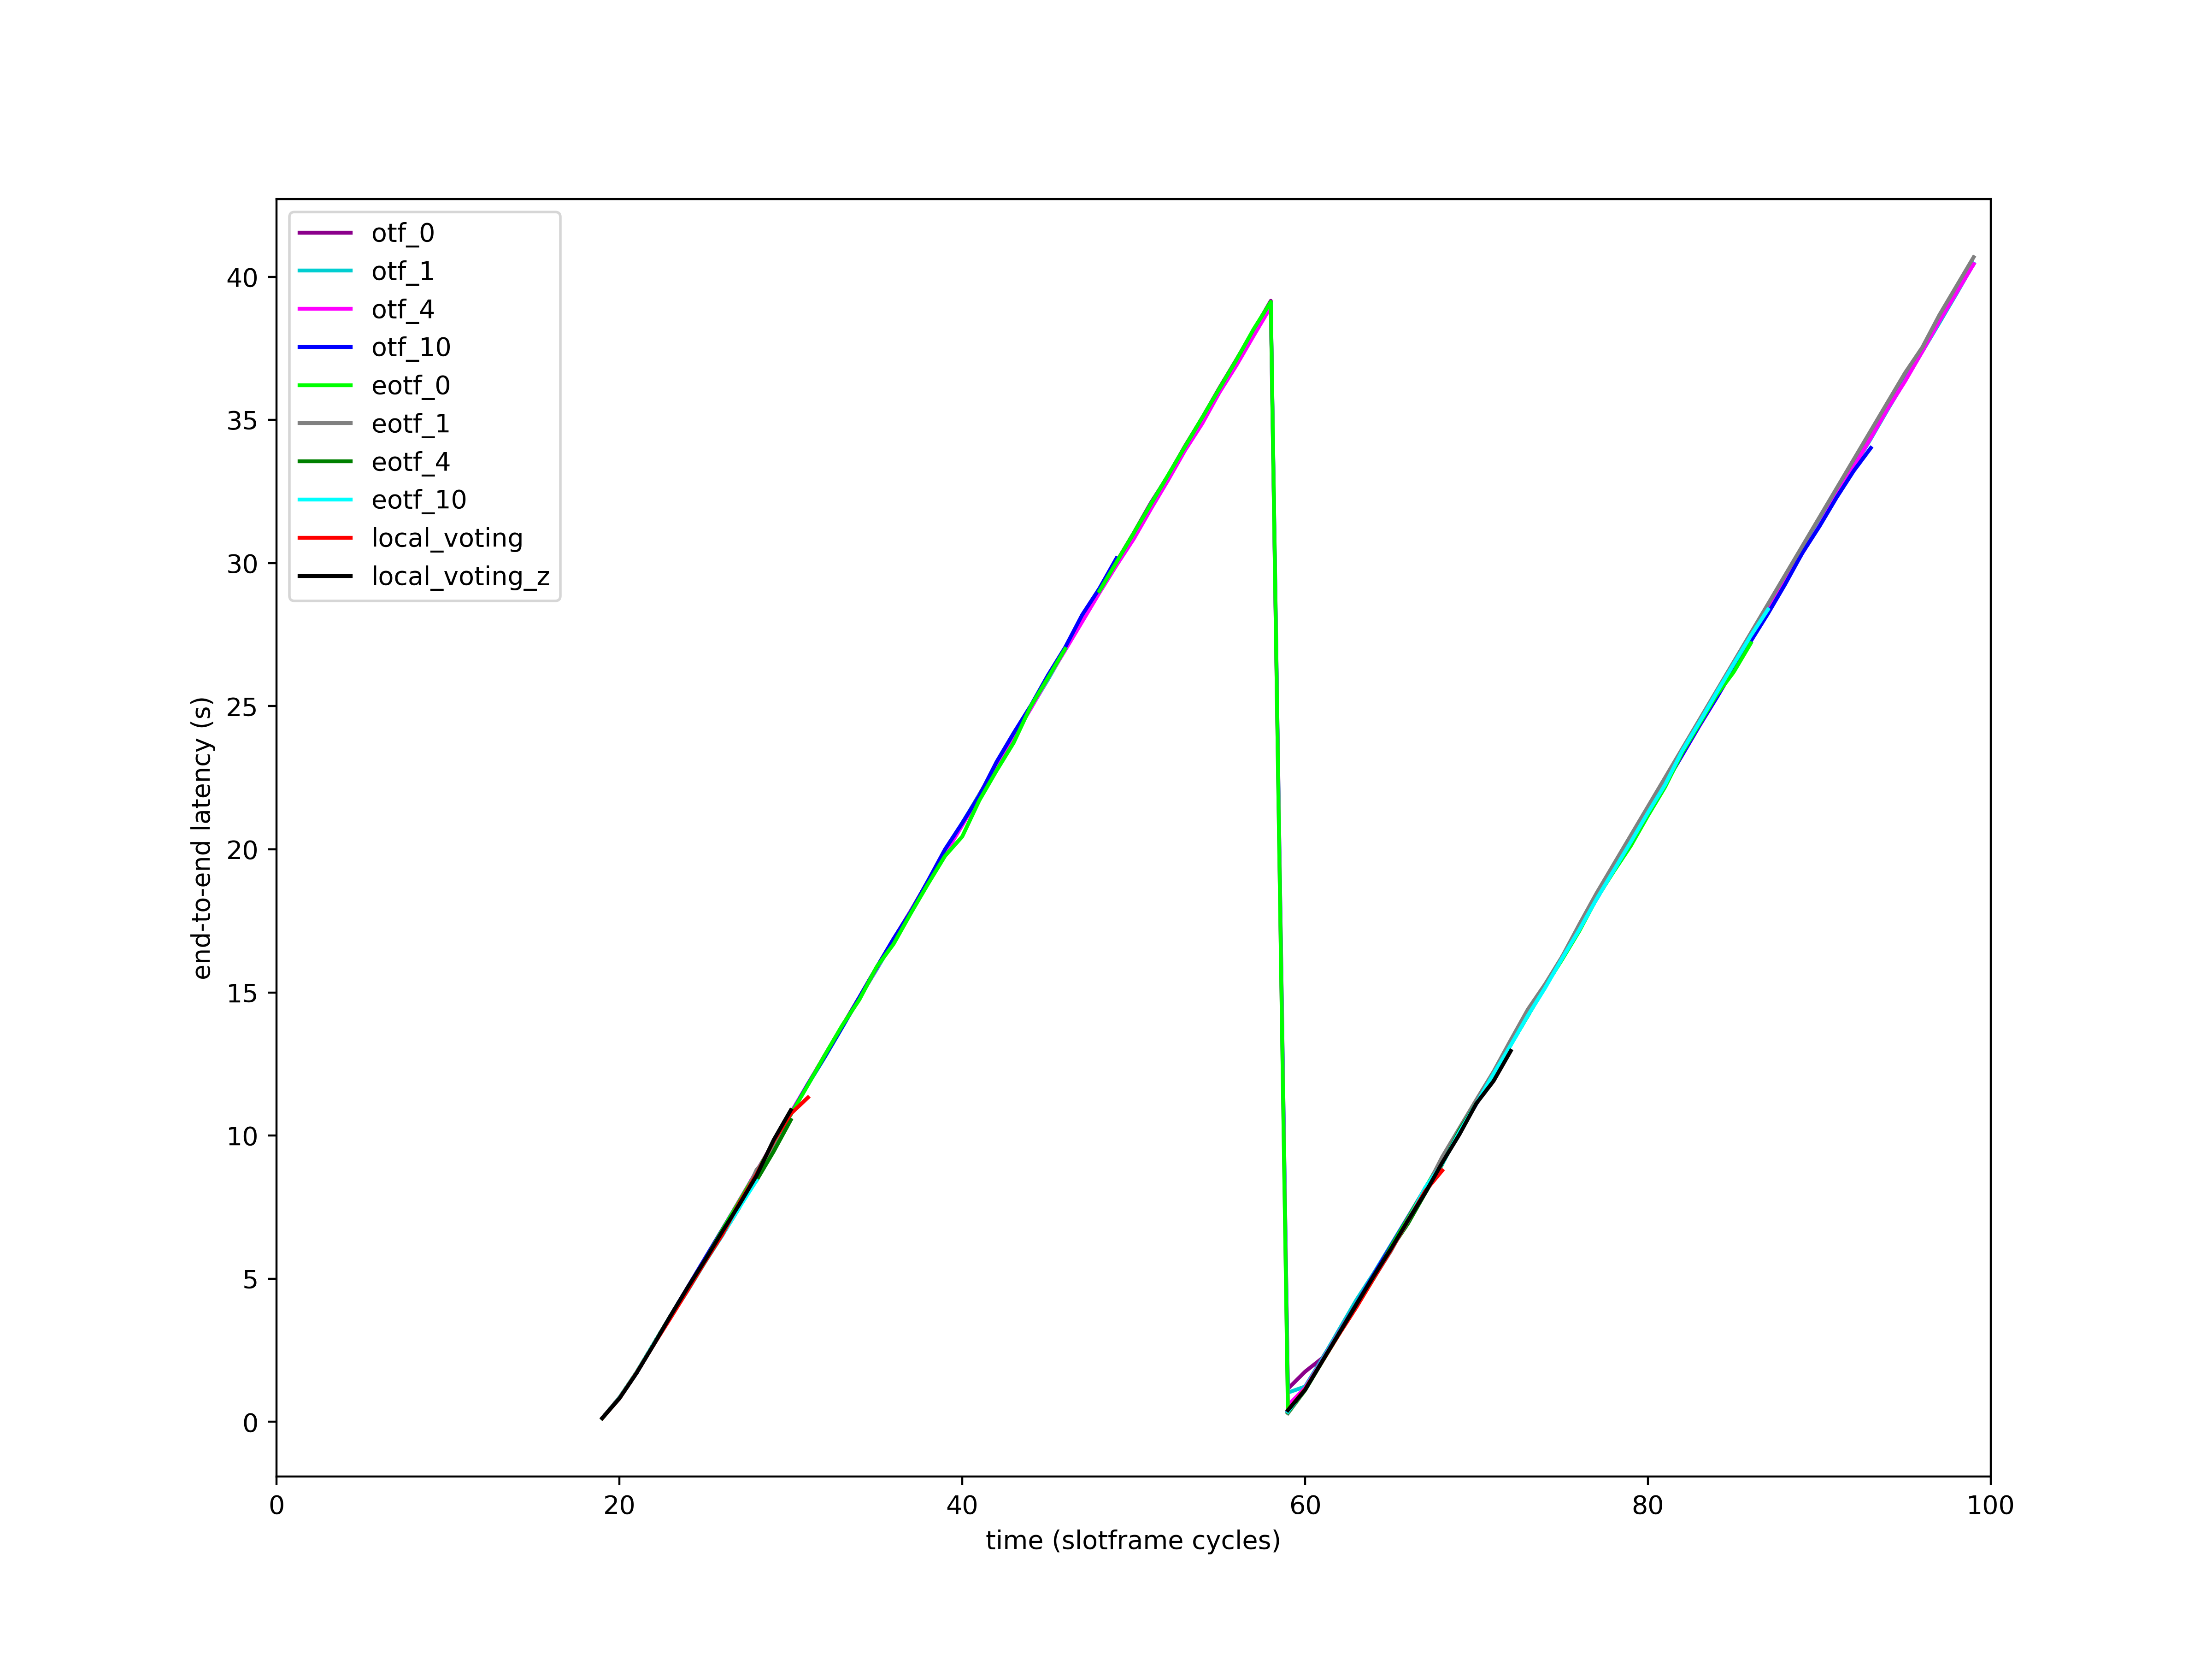 otf_0
otf_1
otf_4
otf_10
eotf_0
eotf_1
eotf_4
eotf_10
local_voting
local_voting_z
40
35
30
25
20
15
10
5
0
end-to-end latency (s)
0 20 40 60 80 100
time (slotframe cycles)